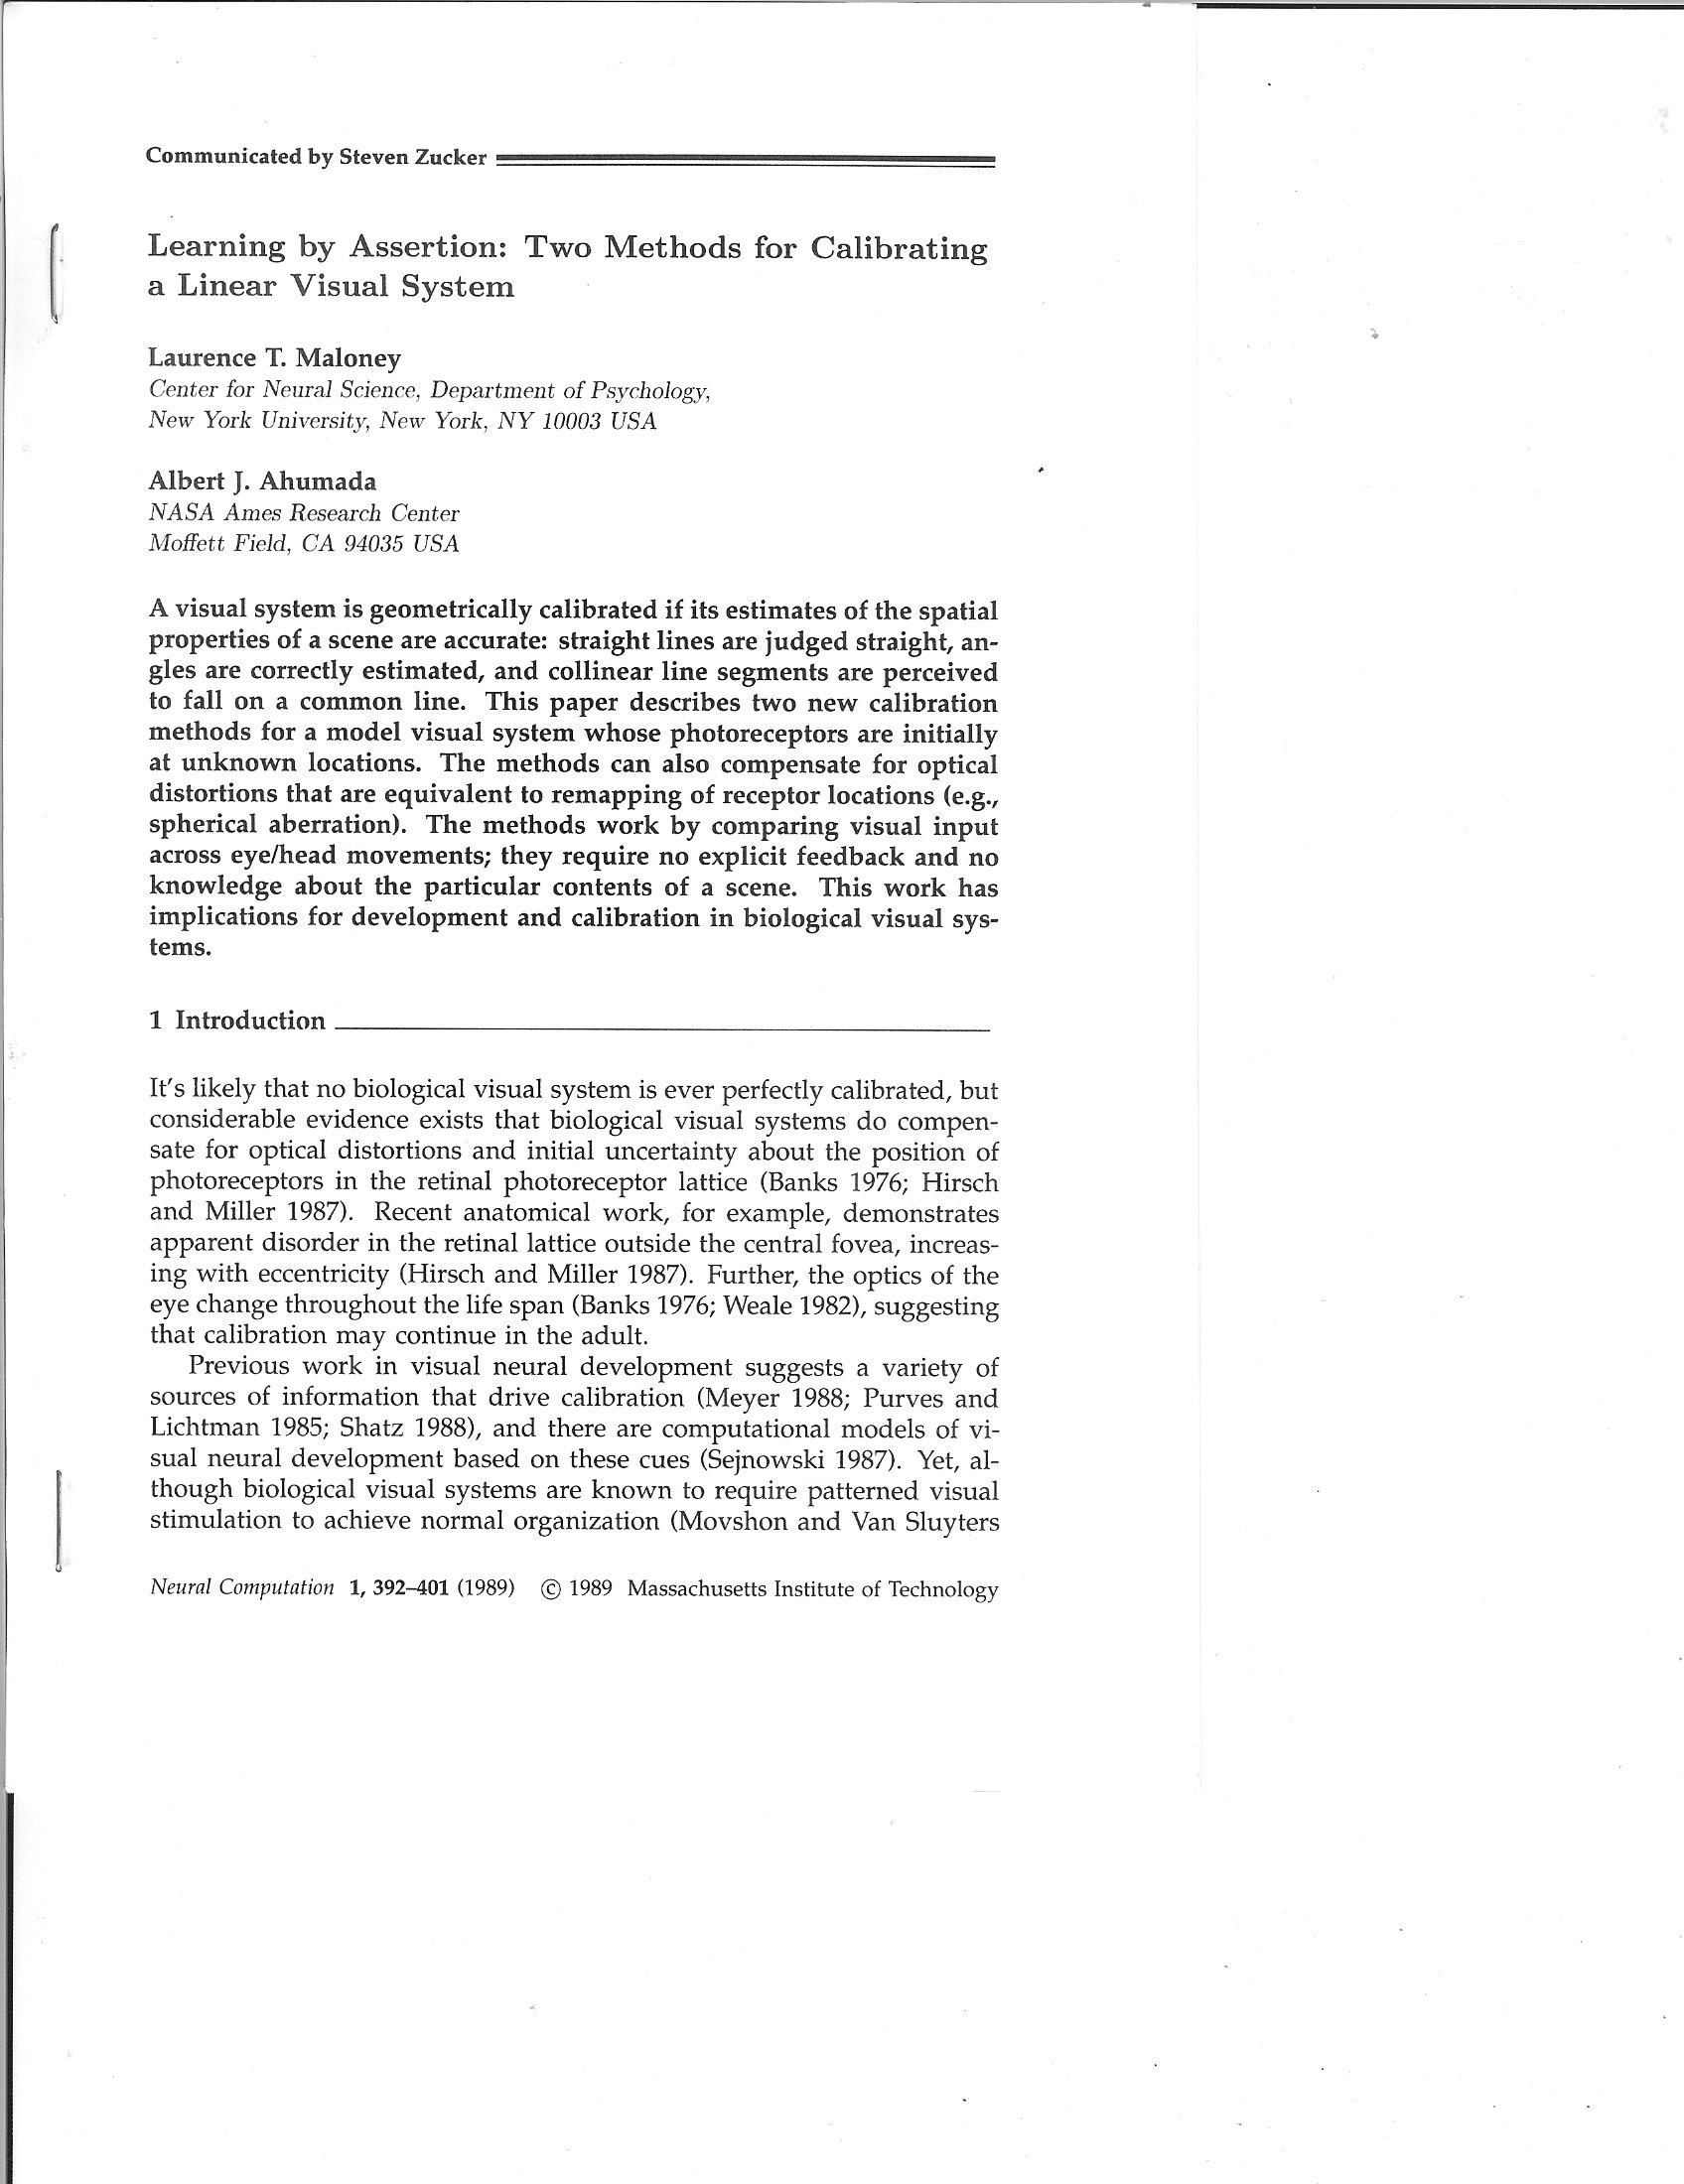 Communicated by Steven Zucker
Learning by Assertion: Two Methods for Calibrating
a Linear Visual System
Laurence T. Maloney
Center for Neural Science, Department of Psychology,
New York University, New York, NY 10003 USA
Albert J. Ahumada
NASA Ames Research Center
Moffett Field, CA 94035 USA
A visual system is geometrically calibrated if its estimates of the spatial
properties of a scene are accurate: straight lines are judged straight, an-
gles are correctly estimated, and collinear line segments are perceived
to fall on a common line. This paper describes two new calibration
methods for a model visual system whose photoreceptors are initially
at unknown locations. The methods can also compensate for optical
distortions that are equivalent to remapping of receptor locations (e.g.,
spherical aberration). The methods work by comparing visual input
across eye/head movements; they require no explicit feedback and no
knowledge about the particular contents of a scene. This work has
implications for development and calibration in biological visual sys-
tems.
1 Introduction
It's likely that no biological visual system is ever perfectly calibrated, but
considerable evidence exists that biological visual systems do compen-
sate for optical distortions and initial uncertainty about the position of
photoreceptors in the retinal photoreceptor lattice (Banks 1976; Hirsch
and Miller 1987). Recent anatomical work, for example, demonstrates
apparent disorder in the retinal lattice outside the central fovea, increas-
ing with eccentricity (Hirsch and Miller 1987). Further, the optics of the
eye change throughout the life span (Banks 1976; Weale 1982), suggesting
that calibration may continue in the adult.
Previous work in visual neural development suggests a variety of
sources of information that drive calibration (Meyer 1988; Purves and
Lichtman 1985; Shatz 1988), and there are computational models of vi-
sual neural development based on these cues (Sejnowski 1987). Yet, al-
though biological visual systems are known to require patterned visual
stimulation to achieve normal organization (Movshon and Van Sluyters
Neural Computation 1, 392–401 (1989) © 1989 Massachusetts Institute of Technology